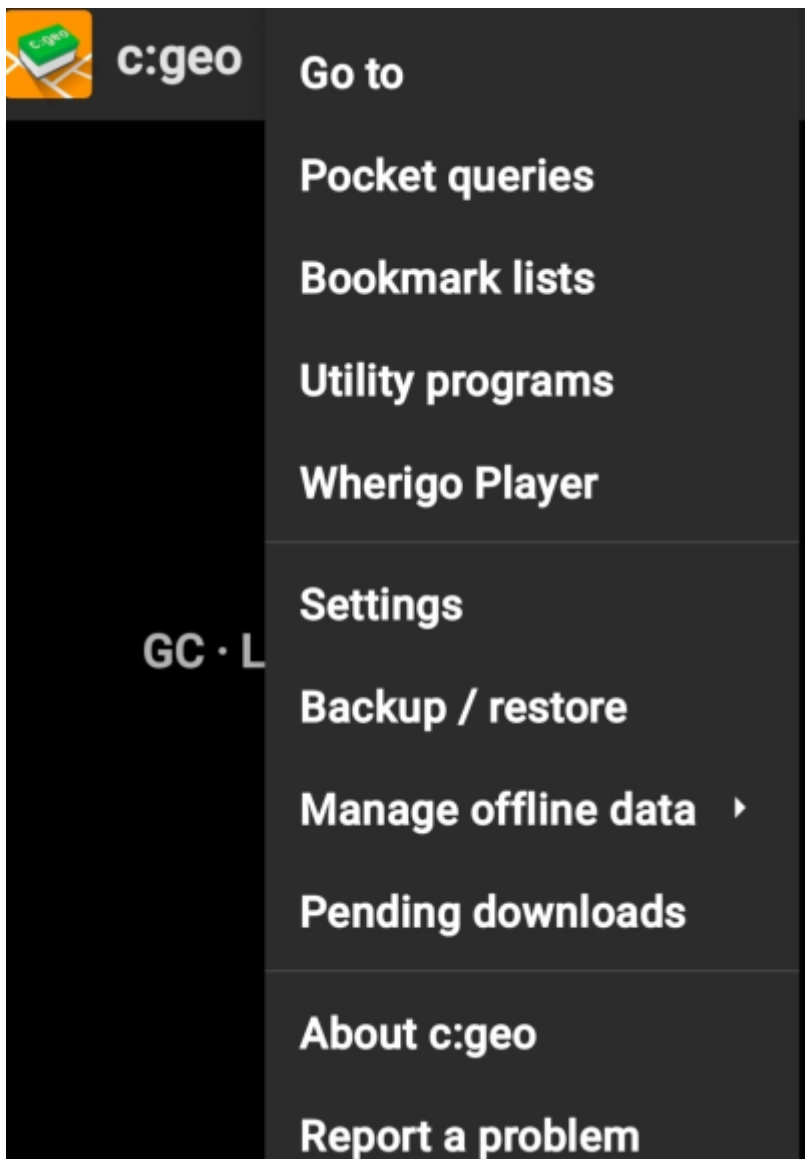 c:geo
c:geo
Go to
Pocket queries
Bookmark lists
Utility programs
Wherigo Player
Settings
GC · L
Backup / restore
Manage offline data
Pending downloads
About c:geo
Report a problem